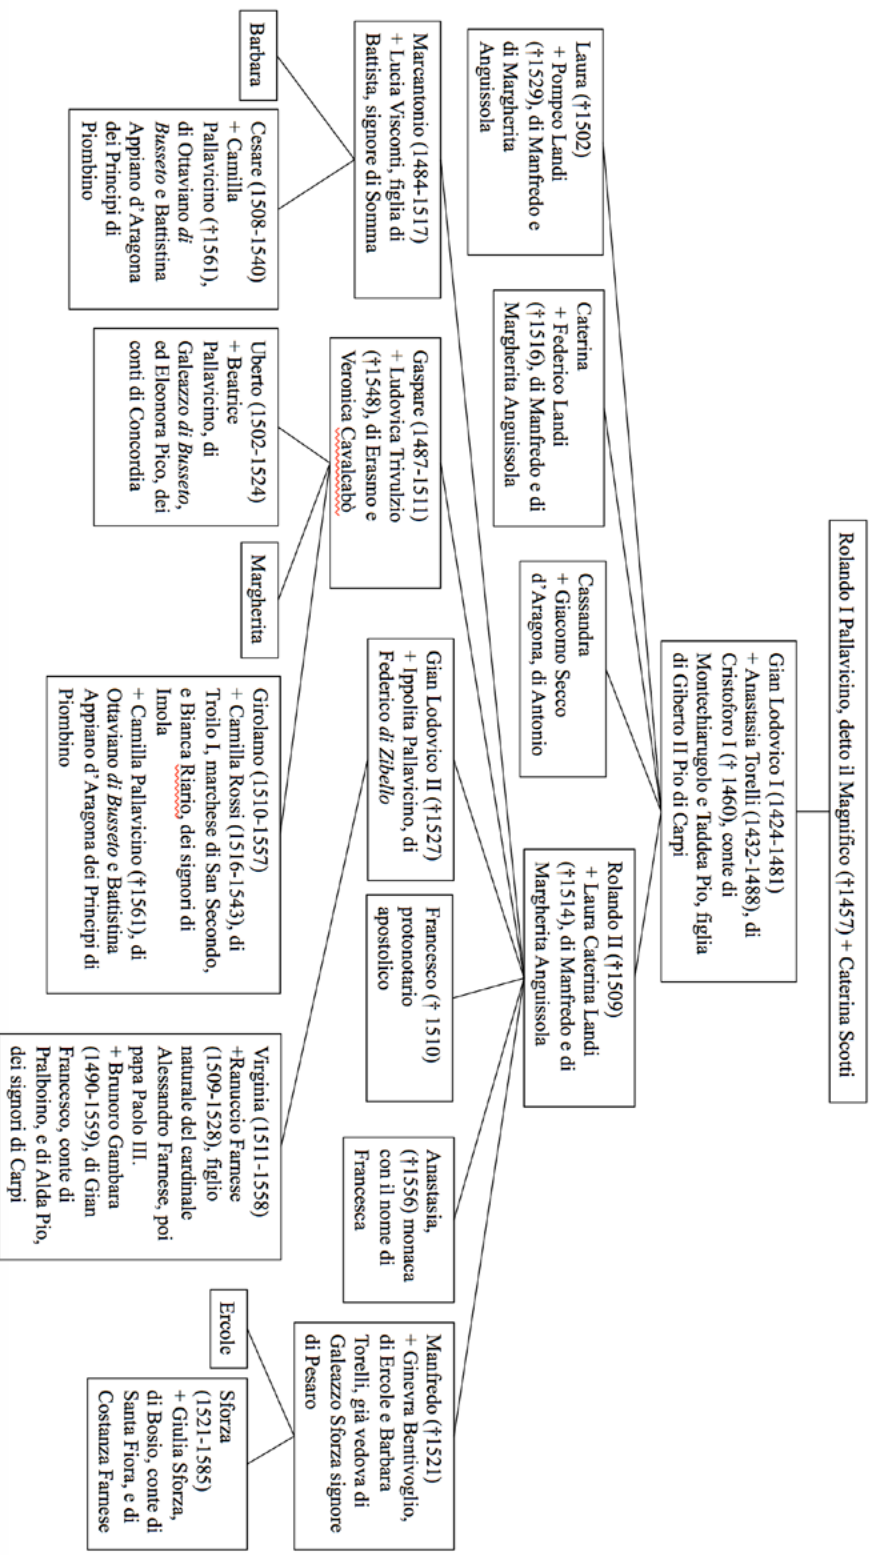 Rolando I Pallavicino, detto il Magnifico (†1457) + Caterina Scotti
Gian Lodovico I (1424-1481)
+ Anastasia Torelli (1432-1488), di
Cristoforo I († 1460), conte di
Montechiarugolo e Taddea Pio, figlia
di Giberto II Pio di Carpi
Laura (†1502)
+ Pompeo Landi
(†1529), di Manfredo e
di Margherita
Anguissola
Caterina
+ Federico Landi
(†1516), di Manfredo e di
Margherita Anguissola
Cassandra
+ Giacomo Secco
d'Aragona, di Antonio
Rolando II (†1509)
+ Laura Caterina Landi
(†1514), di Manfredo e di
Margherita Anguissola
Marcantonio (1484-1517)
+ Lucia Visconti, figlia di
Battista, signore di Somma
Gaspare (1487-1511)
+ Ludovica Trivulzio
(†1548), di Erasmo e
Veronica Cavalcabò
Gian Lodovico II (†1527)
+ Ippolita Pallavicino, di
Federico di Zibello
Francesco († 1510)
protonotario
apostolico
Anastasia,
(†1556) monaca
con il nome di
Francesca
Manfredo (†1521)
+ Ginevra Bentivoglio,
di Ercole e Barbara
Torelli, già vedova di
Galeazzo Sforza signore
di Pesaro
Barbara
Cesare (1508-1540)
+ Camilla
Pallavicino (†1561),
di Ottaviano di
Busseto e Battistina
Appiano d'Aragona
dei Principi di
Piombino
Uberto (1502-1524)
+ Beatrice
Pallavicino, di
Galeazzo di Busseto,
ed Eleonora Pico, dei
conti di Concordia
Margherita
Girolamo (1510-1557)
+ Camilla Rossi (1516-1543), di
Troilo I, marchese di San Secondo,
e Bianca Riario, dei signori di
Imola
+ Camilla Pallavicino (†1561), di
Ottaviano di Busseto e Battistina
Appiano d'Aragona dei Principi di
Piombino
Virginia (1511-1558)
+Ranuccio Farnese
(1509-1528), figlio
naturale del cardinale
Alessandro Farnese, poi
papa Paolo III.
+ Brunoro Gambara
(1490-1559), di Gian
Francesco, conte di
Pralboino, e di Alda Pio,
dei signori di Carpi
Ercole
Sforza
(1521-1585)
+ Giulia Sforza,
di Bosio, conte di
Santa Fiora, e di
Costanza Farnese